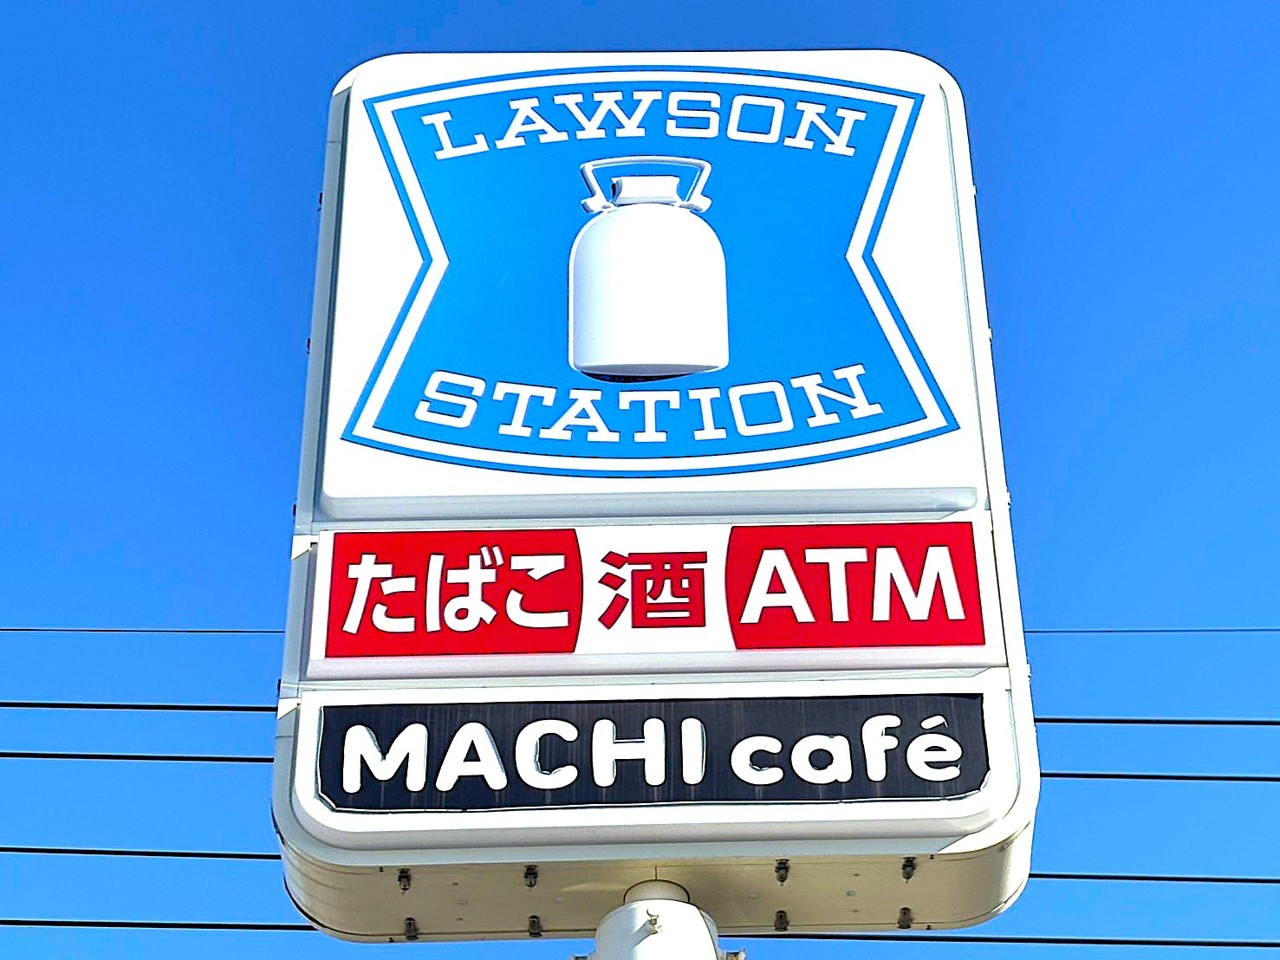 LAWSON
STATION
たばこ 酒 ATM
MACHI café